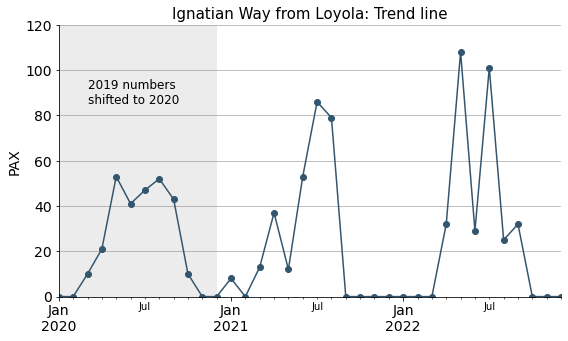 Ignatian Way from Loyola: Trend line
120
100
80
60
40
20
0
PAX
2019 numbers
shifted to 2020
Jan Jul Jan Jul Jan Jul
2020 2021 2022